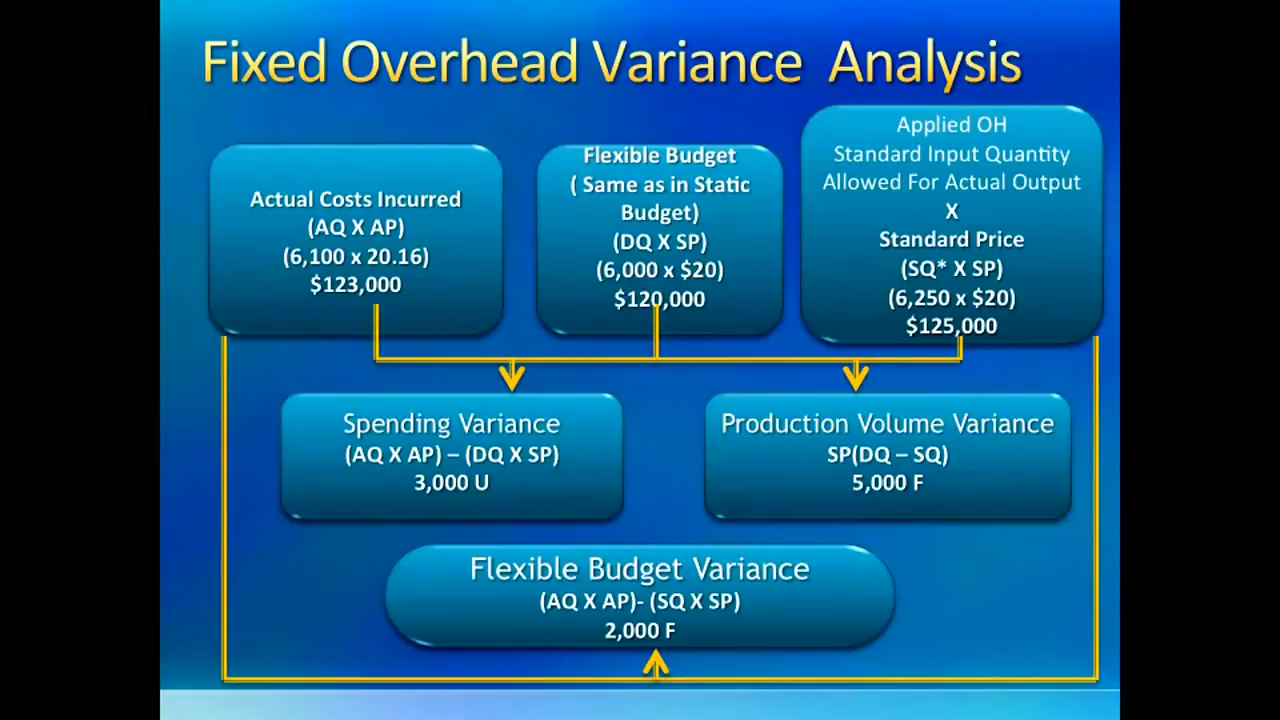 Fixed Overhead Variance Analysis
Actual Costs Incurred
(AQ X AP)
(6,100 x 20.16)
$123,000
Flexible Budget
( Same as in Static
Budget)
(DQ X SP)
(6,000 x $20)
$120,000
Applied OH
Standard Input Quantity
Allowed For Actual Output
X
Standard Price
(SQ* X SP)
(6,250 x $20)
$125,000
Spending Variance
(AQ X AP) – (DQ X SP)
3,000 U
Production Volume Variance
SP(DQ – SQ)
5,000 F
Flexible Budget Variance
(AQ X AP)- (SQ X SP)
2,000 F